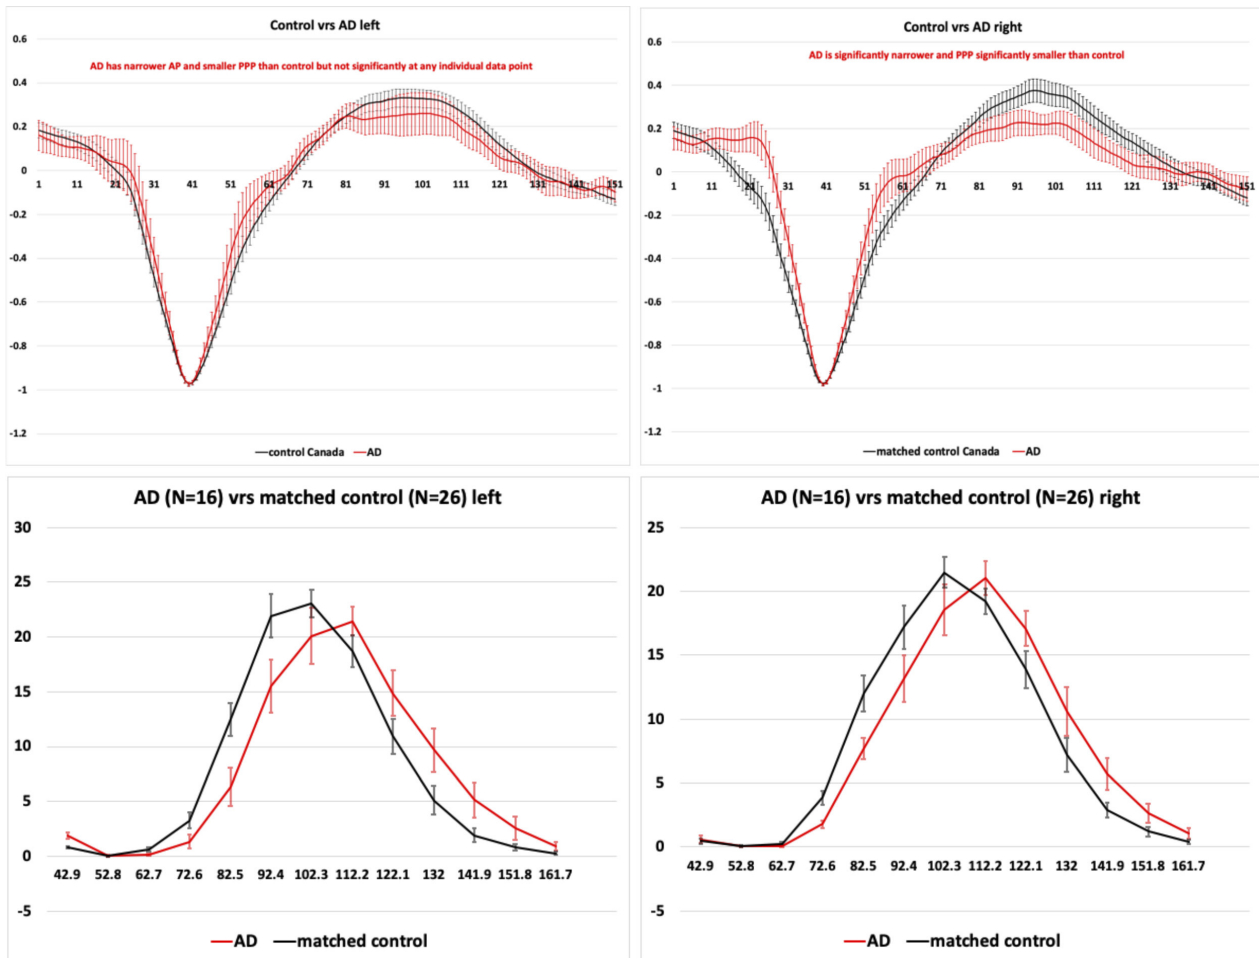 Control vrs AD left
AD has narrower AP and smaller PPP than control but not significantly at any individual data point
0.6
0.4
0.2
0
-0.2
-0.4
-0.6
-0.8
-1
-1.2
1 11 21 31 41 51 61 71 81 91 101 111 121 131 141 151
control Canada AD
Control vrs AD right
AD is significantly narrower and PPP significantly smaller than control
0.6
0.4
0.2
0
-0.2
-0.4
-0.6
-0.8
-1
-1.2
1 11 21 31 41 51 61 71 81 91 101 111 121 131 141 151
matched control Canada AD
AD (N=16) vrs matched control (N=26) left
30
25
20
15
10
5
0
-5
42.9 52.8 62.7 72.6 82.5 92.4 102.3 112.2 122.1 132 141.9 151.8 161.7
AD matched control
AD (N=16) vrs matched control (N=26) right
25
20
15
10
5
0
-5
42.9 52.8 62.7 72.6 82.5 92.4 102.3 112.2 122.1 132 141.9 151.8 161.7
AD matched control